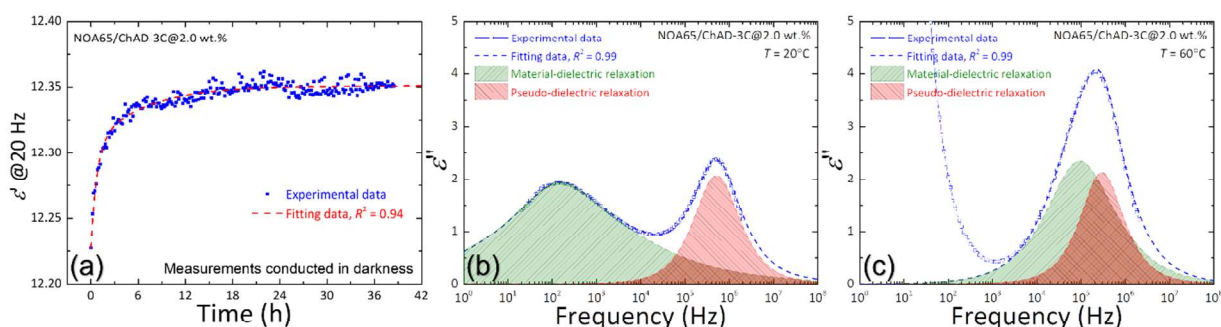 12.40
12.35
12.30
12.25
12.20
ε' @20 Hz
NOA65/ChAD 3C@2.0 wt.%
Experimental data
Fitting data, R² = 0.94
(a)
Measurements conducted in darkness
0 6 12 18 24 30 36 42
Time (h)
5
4
3
2
1
0
ε''
NOA65/ChAD-3C@2.0 wt.%
Experimental data
Fitting data, R² = 0.99
T = 20°C
Material-dielectric relaxation
Pseudo-dielectric relaxation
(b)
10⁰ 10¹ 10² 10³ 10⁴ 10⁵ 10⁶ 10⁷ 10⁸
Frequency (Hz)
5
4
3
2
1
0
ε''
NOA65/ChAD-3C@2.0 wt.%
Experimental data
Fitting data, R² = 0.99
T = 60°C
Material-dielectric relaxation
Pseudo-dielectric relaxation
(c)
10⁰ 10¹ 10² 10³ 10⁴ 10⁵ 10⁶ 10⁷ 10⁸
Frequency (Hz)